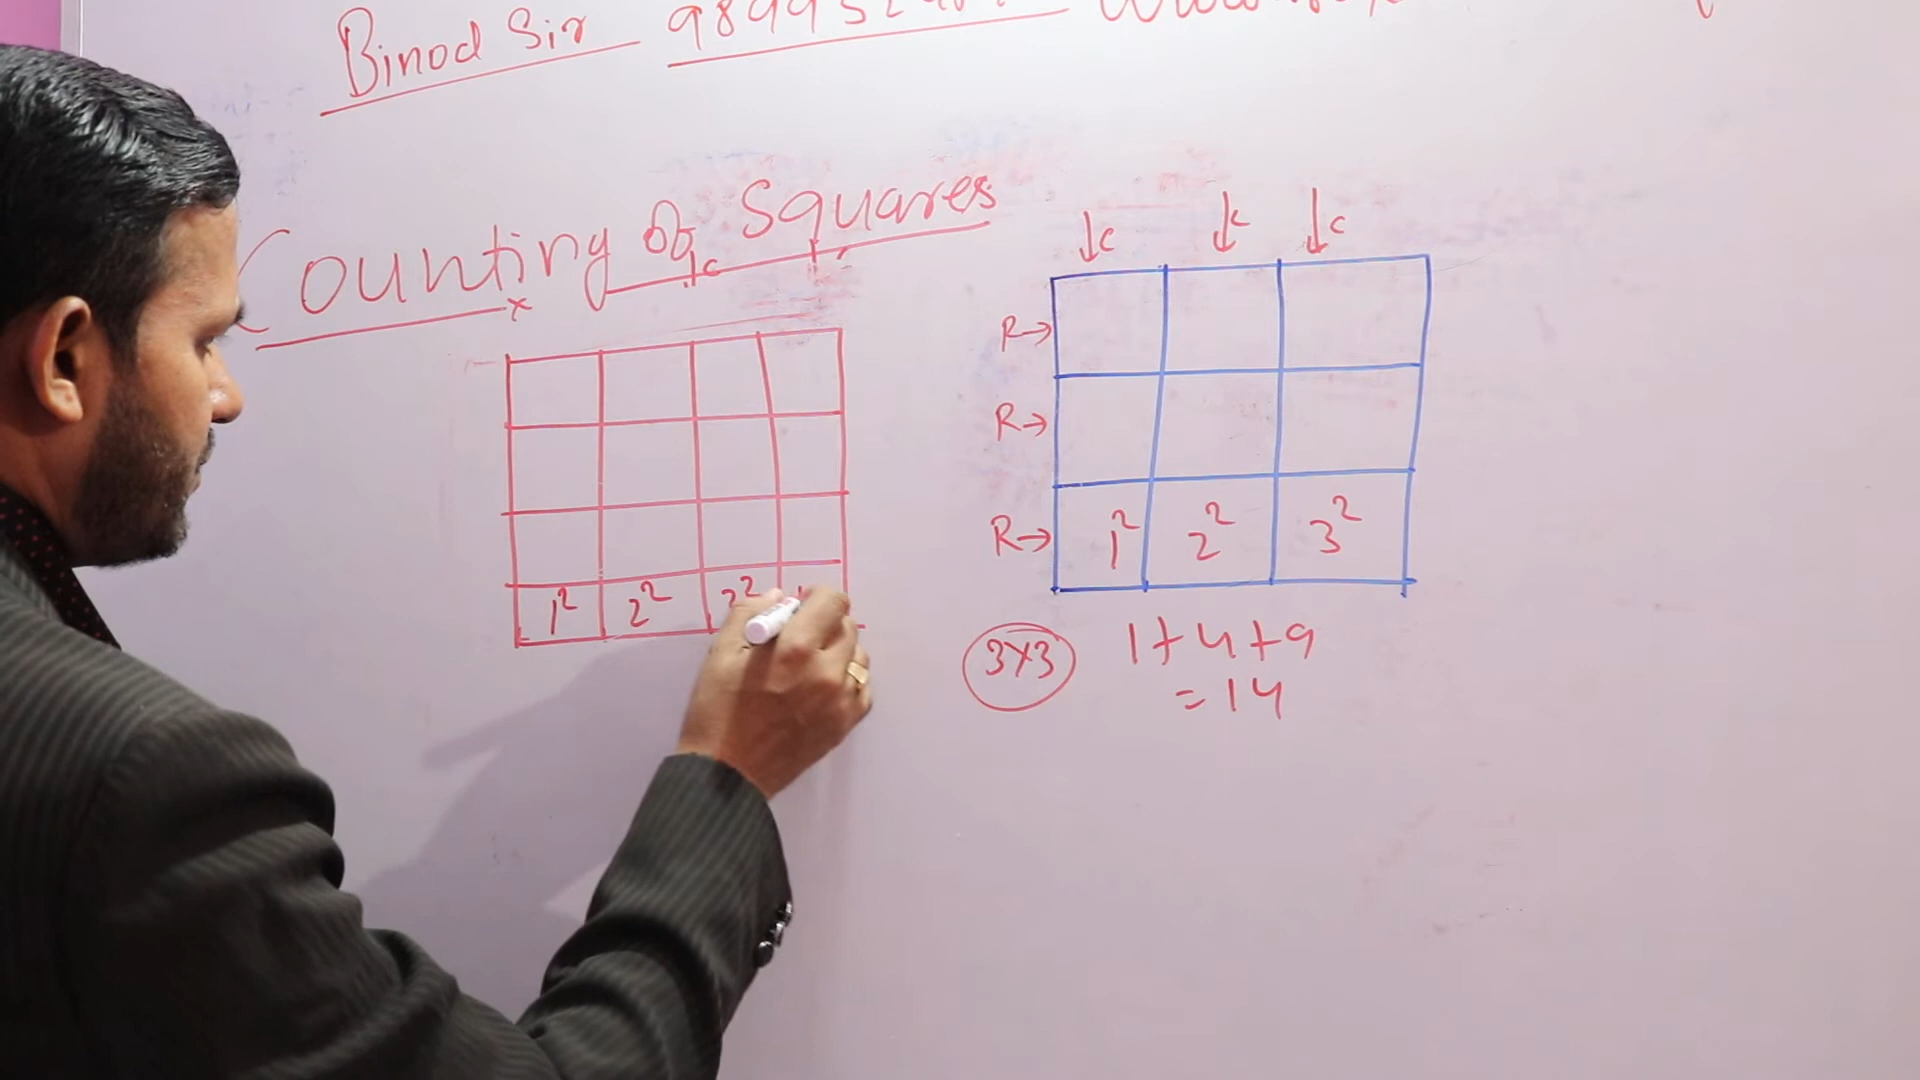 Binod Sir
Counting of Squares
x ↓c
1² 2² 3²
↓c ↓c ↓c
R→
R→
R→ 1² 2² 3²
3×3 1+4+9
=14